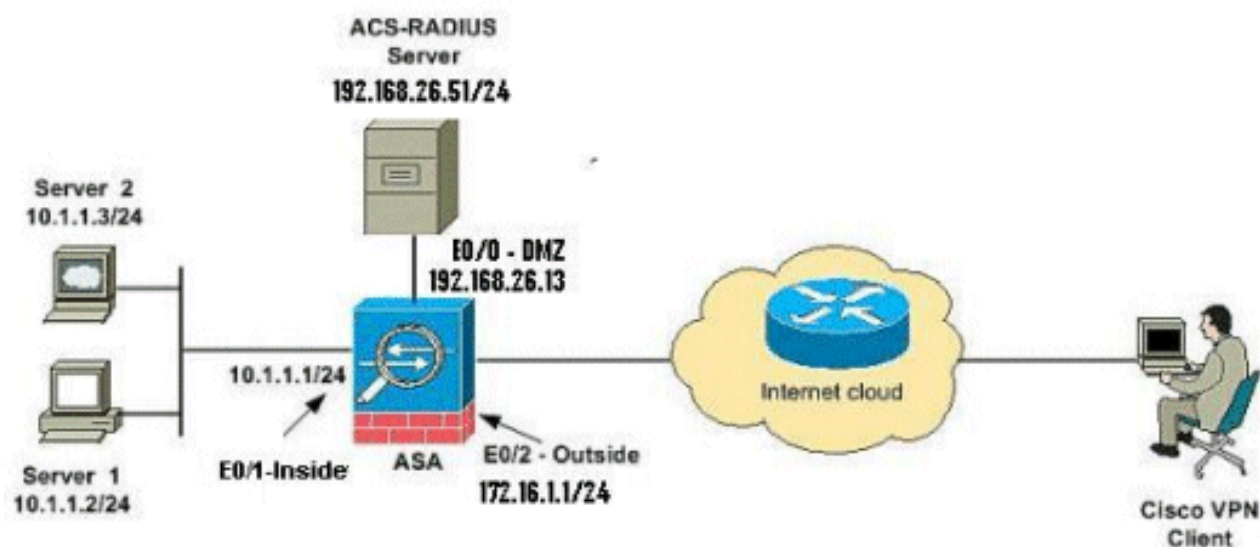 ACS-RADIUS
Server
192.168.26.51/24
Server 2
10.1.1.3/24
E0/0 - DMZ
192.168.26.13
10.1.1.1/24
Internet cloud
E0/1-Inside
ASA
E0/2 - Outside
172.16.1.1/24
Server 1
10.1.1.2/24
Cisco VPN
Client